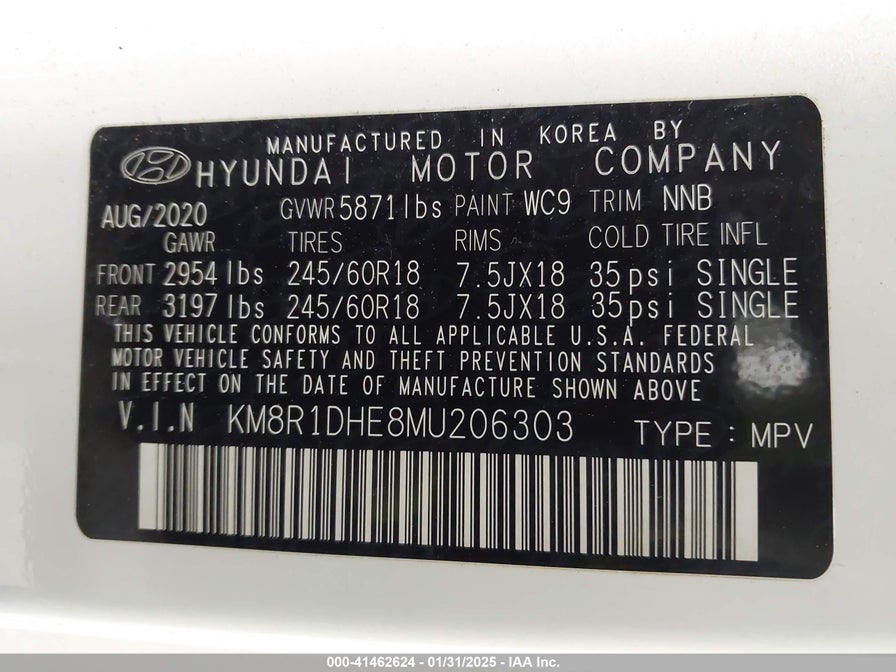 MANUFACTURED IN KOREA BY
HYUNDAI MOTOR COMPANY
AUG/2020 GVWR 5871lbs PAINT WC9 TRIM NNB
GAWR TIRES RIMS COLD TIRE INFL
FRONT 2954 lbs 245/60R18 7.5JX18 35psi SINGLE
REAR 3197 lbs 245/60R18 7.5JX18 35psi SINGLE
THIS VEHICLE CONFORMS TO ALL APPLICABLE U.S.A. FEDERAL
MOTOR VEHICLE SAFETY AND THEFT PREVENTION STANDARDS
IN EFFECT ON THE DATE OF MANUFACTURE SHOWN ABOVE
V.I.N KM8R1DHE8MU206303 TYPE : MPV
000-41462624 - 01/31/2025 - IAA Inc.